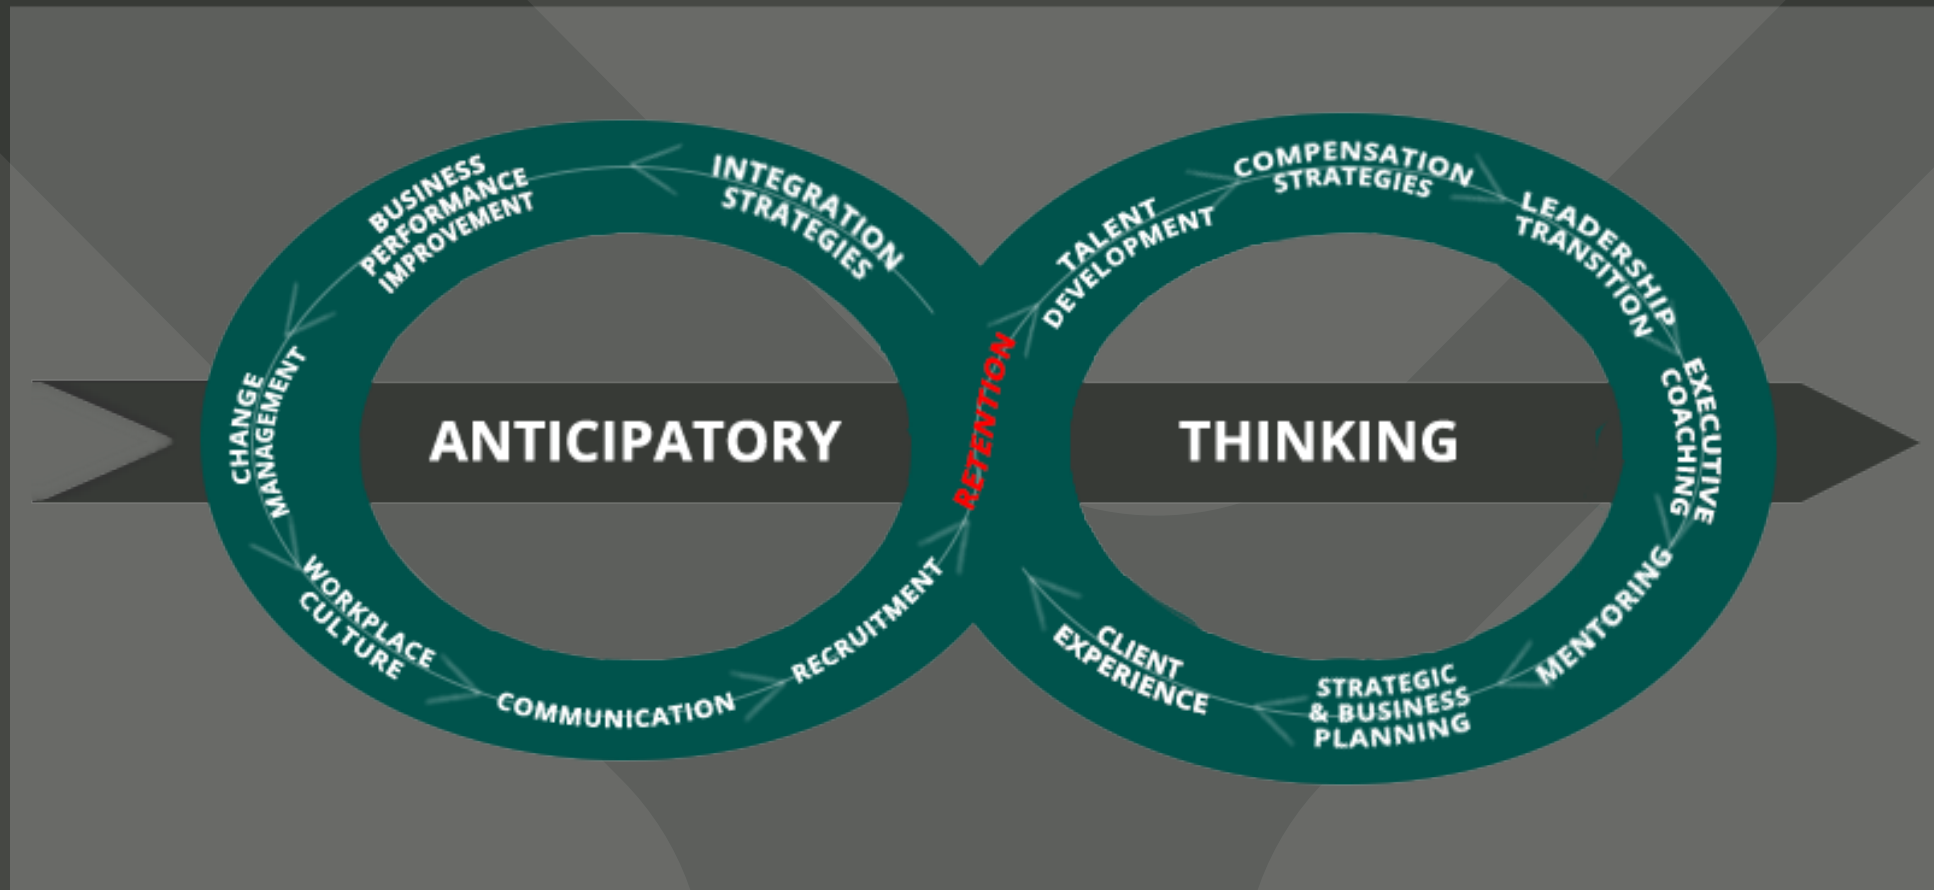 INTEGRATION
STRATEGIES
BUSINESS
PERFORMANCE
IMPROVEMENT
CHANGE
MANAGEMENT
WORKPLACE
CULTURE
COMMUNICATION
RECRUITMENT
RETENTION
TALENT
DEVELOPMENT
COMPENSATION
STRATEGIES
LEADERSHIP
TRANSITION
EXECUTIVE
COACHING
MENTORING
STRATEGIC
& BUSINESS
PLANNING
CLIENT
EXPERIENCE
ANTICIPATORY
THINKING